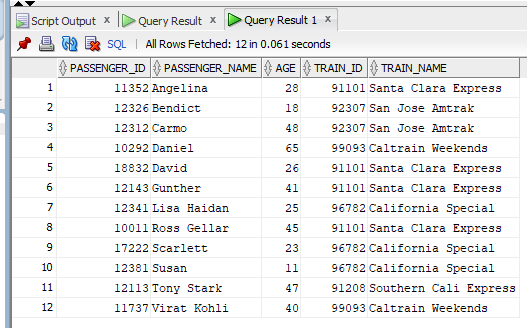 Script Output × Query Result × Query Result 1 ×
SQL | All Rows Fetched: 12 in 0.061 seconds
PASSENGER_ID PASSENGER_NAME AGE TRAIN_ID TRAIN_NAME
1 11352 Angelina 28 91101 Santa Clara Express
2 12326 Bendict 18 92307 San Jose Amtrak
3 12312 Carmo 48 92307 San Jose Amtrak
4 10292 Daniel 65 99093 Caltrain Weekends
5 18832 David 26 91101 Santa Clara Express
6 12143 Gunther 41 91101 Santa Clara Express
7 12341 Lisa Haidan 25 96782 California Special
8 10011 Ross Gellar 45 91101 Santa Clara Express
9 17222 Scarlett 23 96782 California Special
10 12381 Susan 11 96782 California Special
11 12113 Tony Stark 47 91208 Southern Cali Express
12 11737 Virat Kohli 40 99093 Caltrain Weekends